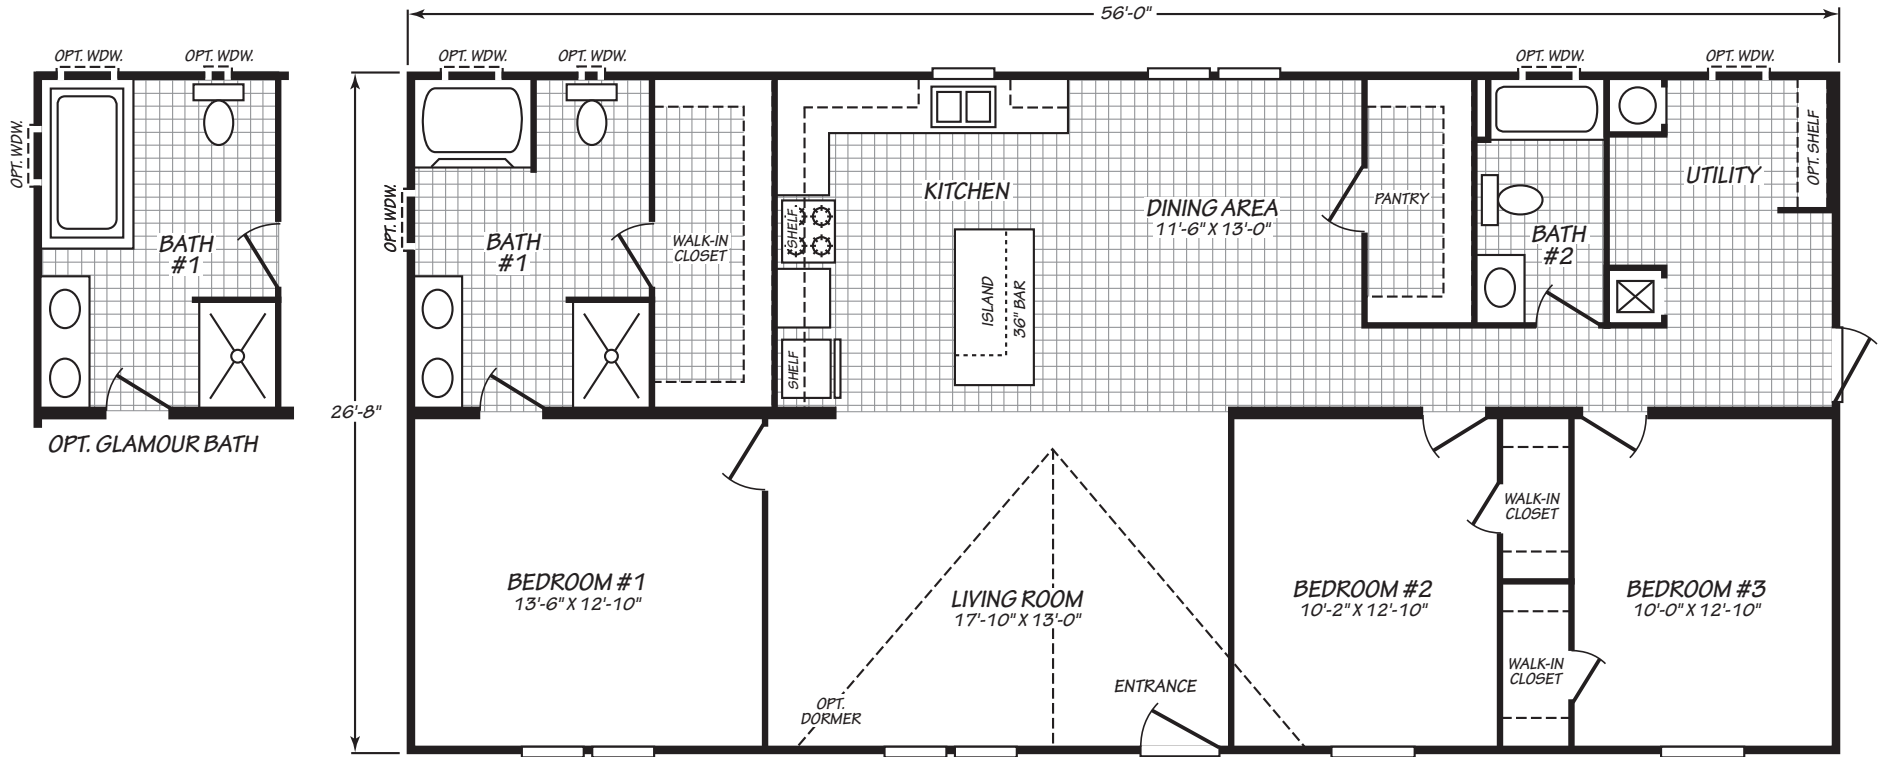 56'-0"
OPT. WDW.
OPT. WDW.
OPT. WDW.
BATH
#1
OPT. GLAMOUR BATH
26'-8"
OPT. WDW.
OPT. WDW.
OPT. WDW.
BATH
#1
WALK-IN
CLOSET
SHELF
SHELF
KITCHEN
ISLAND
36" BAR
DINING AREA
11'-6" X 13'-0"
PANTRY
OPT. WDW.
BATH
#2
OPT. WDW.
UTILITY
OPT. SHELF
BEDROOM #1
13'-6" X 12'-10"
LIVING ROOM
17'-10" X 13'-0"
OPT.
DORMER
ENTRANCE
BEDROOM #2
10'-2" X 12'-10"
WALK-IN
CLOSET
WALK-IN
CLOSET
BEDROOM #3
10'-0" X 12'-10"